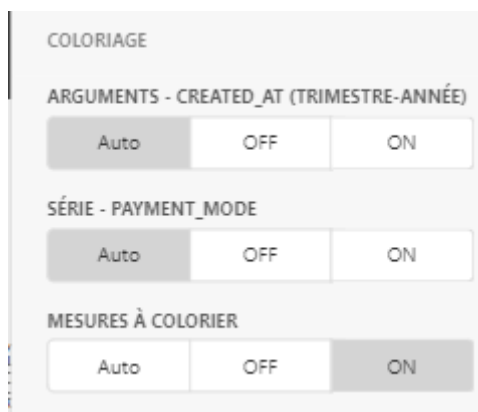 COLORIAGE
ARGUMENTS - CREATED_AT (TRIMESTRE-ANNÉE)
Auto OFF ON
SÉRIE - PAYMENT_MODE
Auto OFF ON
MESURES À COLORIER
Auto OFF ON